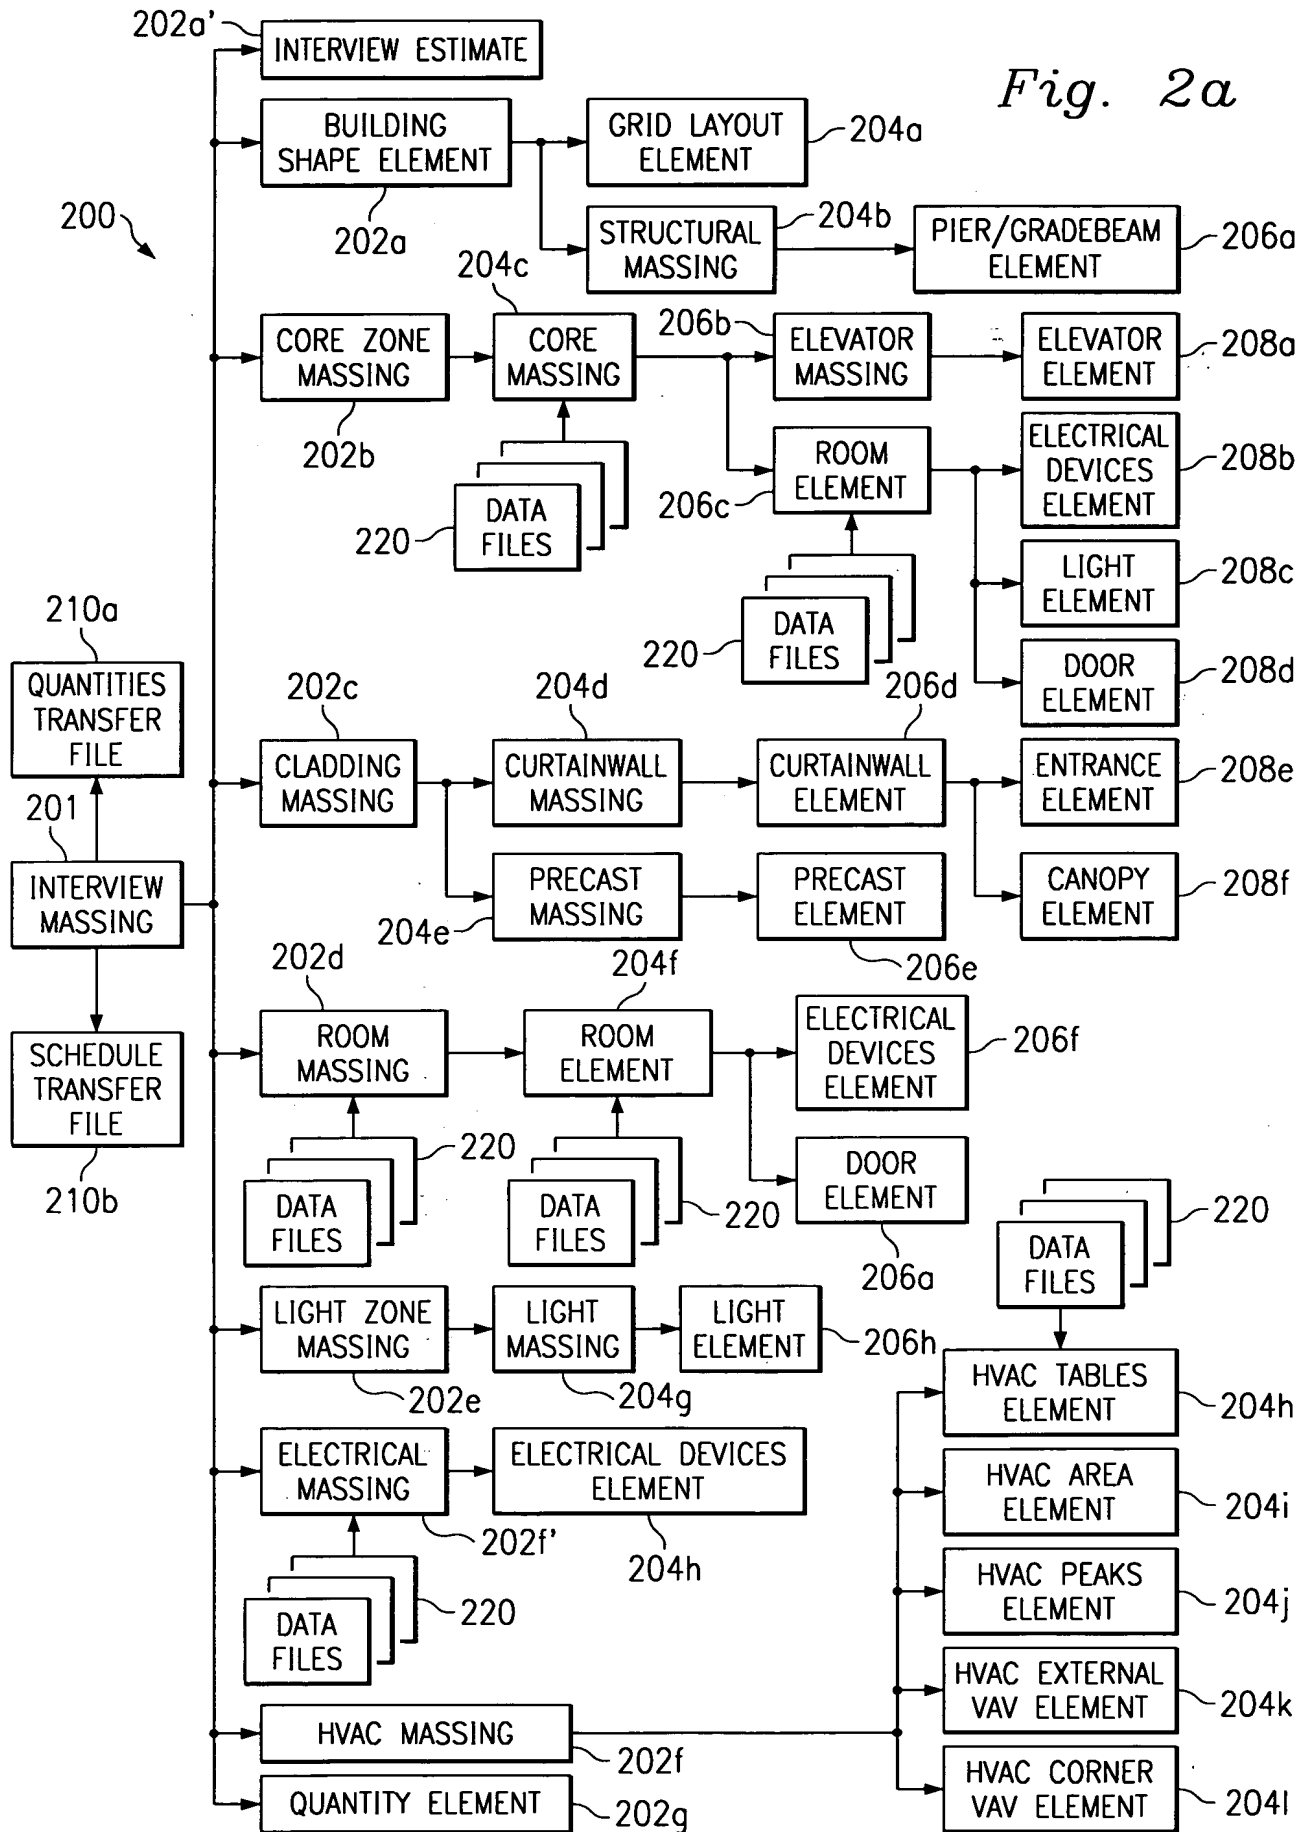 202a'
INTERVIEW ESTIMATE
Fig. 2a
BUILDING
SHAPE ELEMENT
202a
GRID LAYOUT
ELEMENT
204a
200
STRUCTURAL
MASSING
204b
PIER/GRADEBEAM
ELEMENT
206a
CORE ZONE
MASSING
202b
204c
CORE
MASSING
206b
ELEVATOR
MASSING
ELEVATOR
ELEMENT
208a
220
DATA
FILES
206c
ROOM
ELEMENT
ELECTRICAL
DEVICES
ELEMENT
208b
LIGHT
ELEMENT
208c
220
DATA
FILES
DOOR
ELEMENT
208d
210a
QUANTITIES
TRANSFER
FILE
201
INTERVIEW
MASSING
SCHEDULE
TRANSFER
FILE
210b
202c
CLADDING
MASSING
204d
CURTAINWALL
MASSING
206d
CURTAINWALL
ELEMENT
ENTRANCE
ELEMENT
208e
PRECAST
MASSING
204e
PRECAST
ELEMENT
206e
CANOPY
ELEMENT
208f
202d
ROOM
MASSING
204f
ROOM
ELEMENT
ELECTRICAL
DEVICES
ELEMENT
206f
220
DATA
FILES
220
DATA
FILES
DOOR
ELEMENT
206a
220
DATA
FILES
LIGHT ZONE
MASSING
202e
LIGHT
MASSING
204g
LIGHT
ELEMENT
206h
HVAC TABLES
ELEMENT
204h
ELECTRICAL
MASSING
202f'
ELECTRICAL DEVICES
ELEMENT
204h
HVAC AREA
ELEMENT
204i
220
DATA
FILES
HVAC PEAKS
ELEMENT
204j
HVAC EXTERNAL
VAV ELEMENT
204k
HVAC MASSING
202f
HVAC CORNER
VAV ELEMENT
204l
QUANTITY ELEMENT
202g